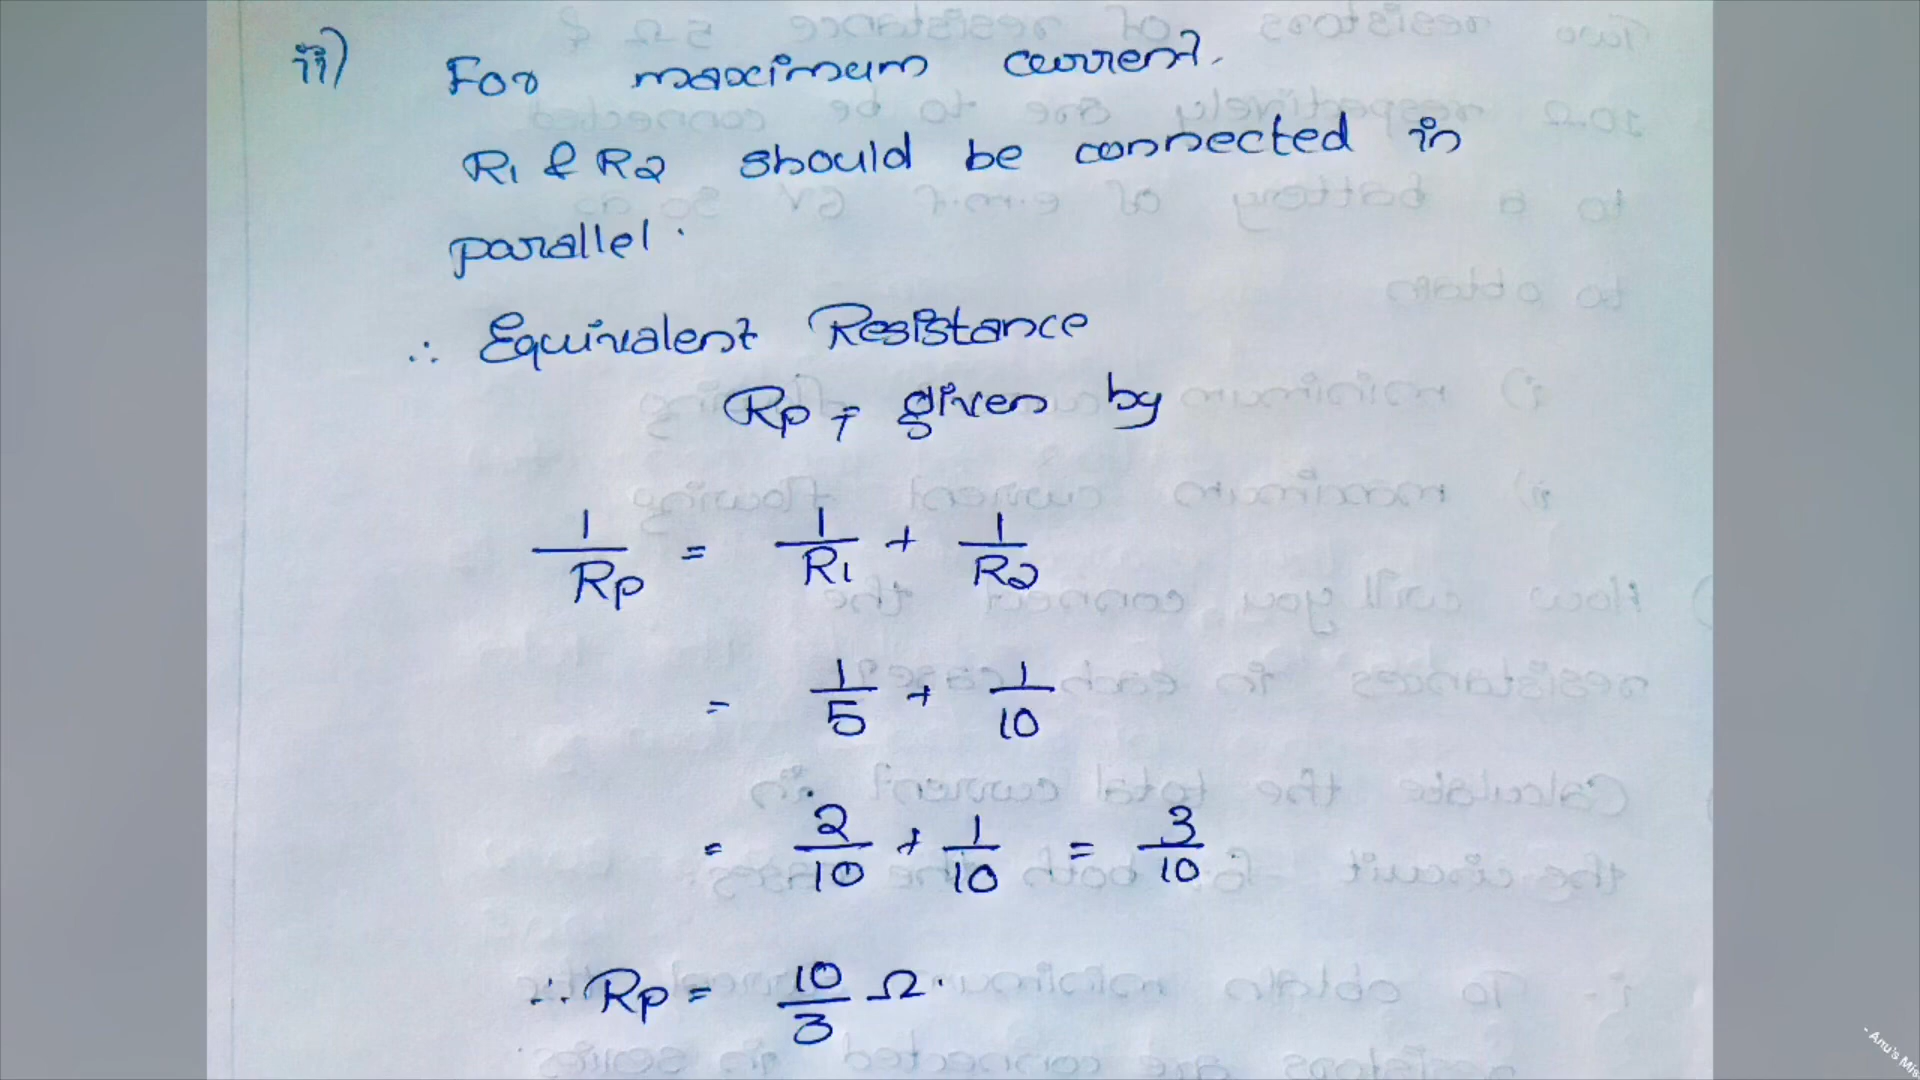 ii) For maximum current.
R1 & R2 should be connected in
parallel.
∴ Equivalent Resistance
Rp, given by
1/Rp = 1/R1 + 1/R2
= 1/5 + 1/10
= 2/10 + 1/10 = 3/10
∴ Rp = 10/3 Ω.
- Anu's